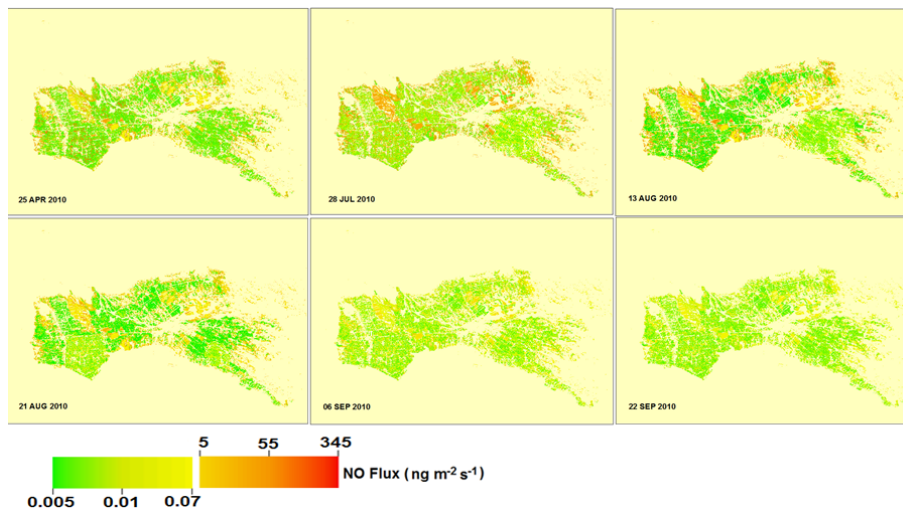 25 APR 2010
28 JUL 2010
13 AUG 2010
21 AUG 2010
06 SEP 2010
22 SEP 2010
5 55 345
NO Flux ( ng m-2 s-1)
0.005 0.01 0.07